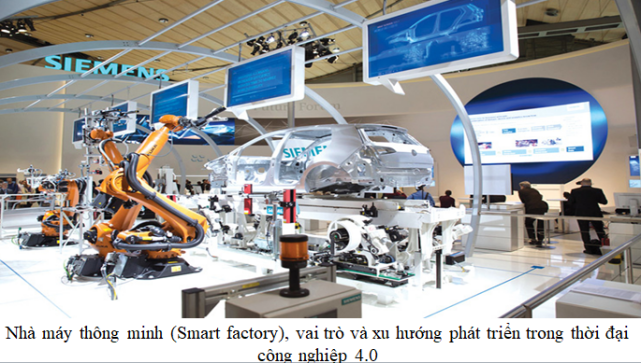 SIEMENS
SIEMENS
Nhà máy thông minh (Smart factory), vai trò và xu hướng phát triển trong thời đại
công nghiệp 4.0